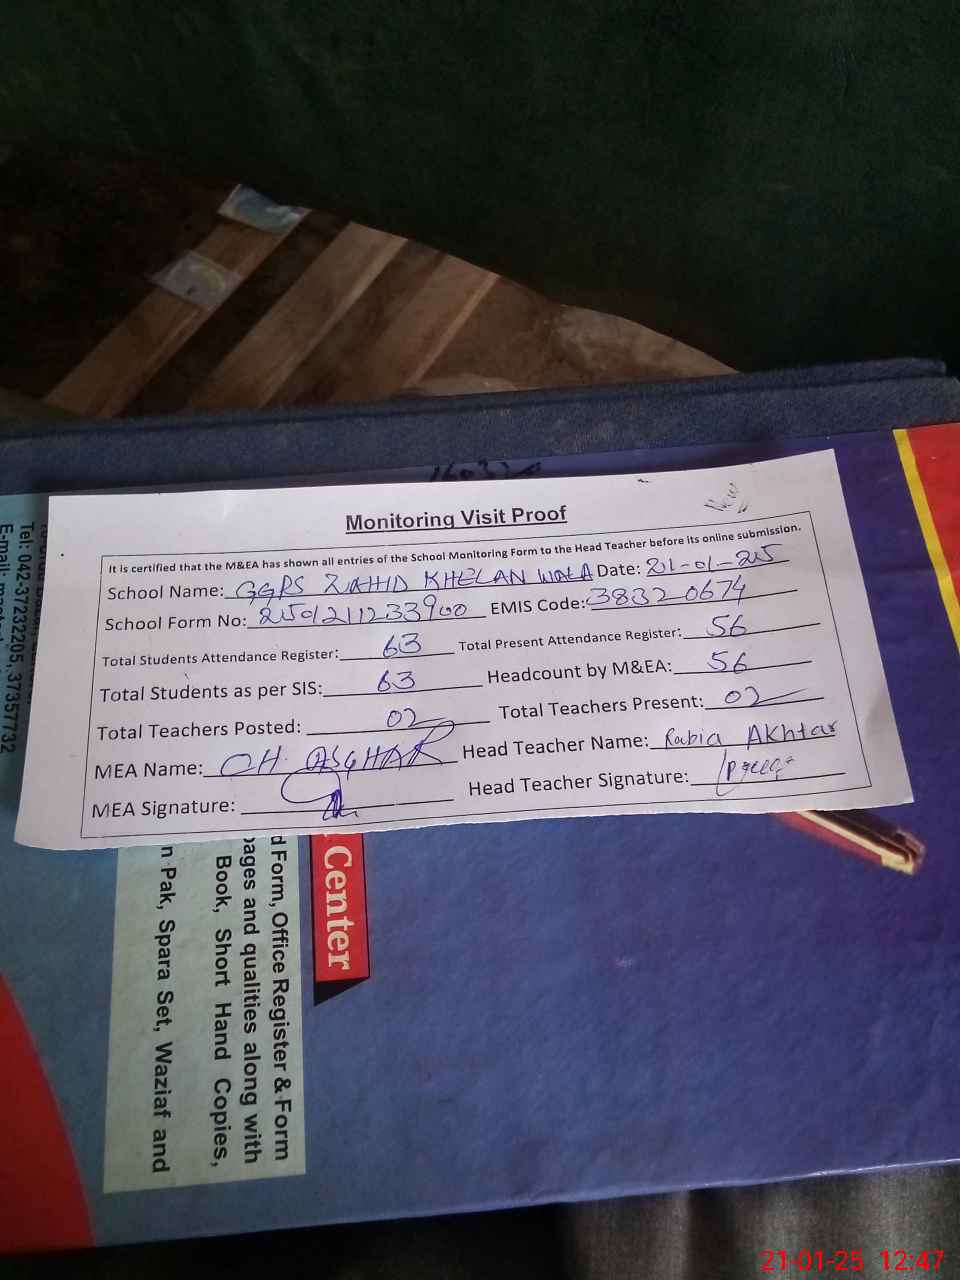 Monitoring Visit Proof
It is certified that the M&EA has shown all entries of the School Monitoring Form to the Head Teacher before its online submission.
School Name: GGPS ZAHID KHELAN WALA Date: 21-01-25
School Form No: 2501211233900 EMIS Code: 38320674
Total Students Attendance Register: 63 Total Present Attendance Register: 56
Total Students as per SIS: 63 Headcount by M&EA: 56
Total Teachers Posted: 02 Total Teachers Present: 02
MEA Name: CH. ASGHAR Head Teacher Name: Rabia Akhtar
MEA Signature: Head Teacher Signature:
Tel: 042-37232205, 37357732
E-mail:
Center
d Form, Office Register & Form
pages and qualities along with
Book, Short Hand Copies,
n Pak, Spara Set, Waziaf and
21-01-25 12:47